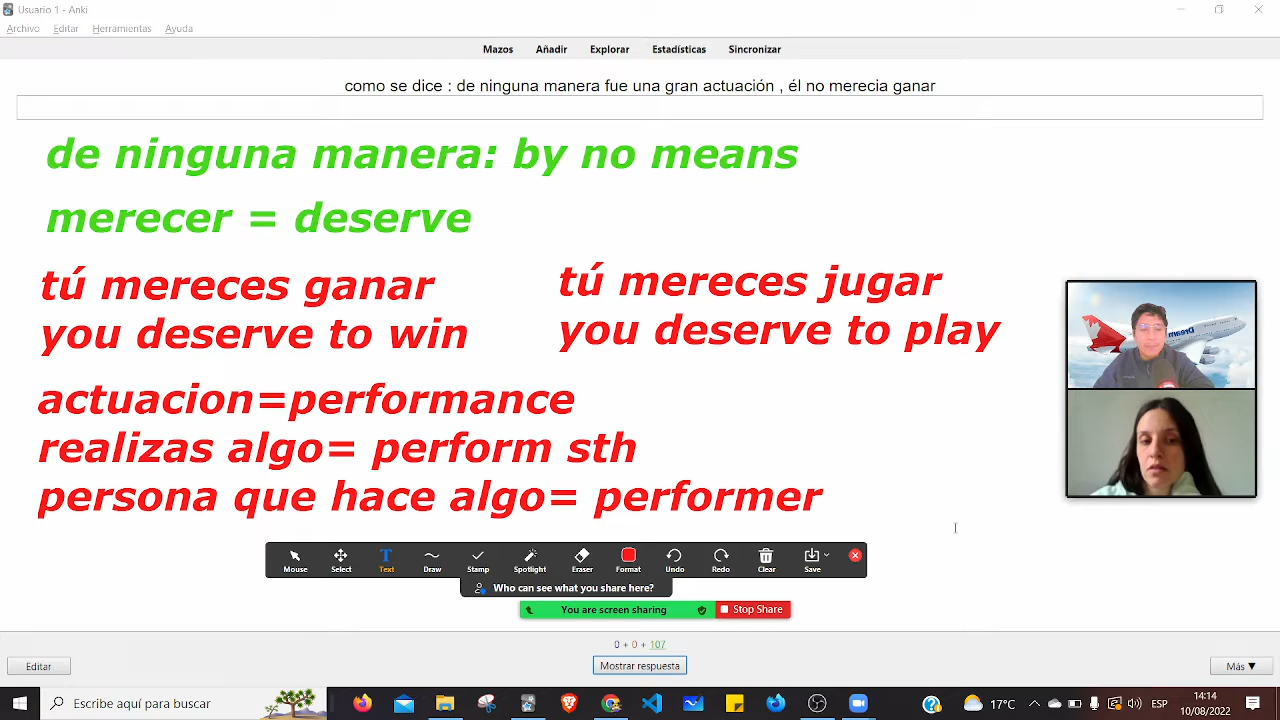 Usuario 1 - Anki
Archivo Editar Herramientas Ayuda
Mazos Añadir Explorar Estadísticas Sincronizar
como se dice : de ninguna manera fue una gran actuación , él no merecia ganar
de ninguna manera: by no means
merecer = deserve
tú mereces ganar
you deserve to win
tú mereces jugar
you deserve to play
actuacion=performance
realizas algo= perform sth
persona que hace algo= performer
Mouse Select Text Draw Stamp Spotlight Eraser Format Undo Redo Clear Save
Who can see what you share here?
You are screen sharing Stop Share
0 + 0 + 107
Editar Mostrar respuesta Más ▼
Escribe aquí para buscar
17°C ESP 14:14
10/08/2022